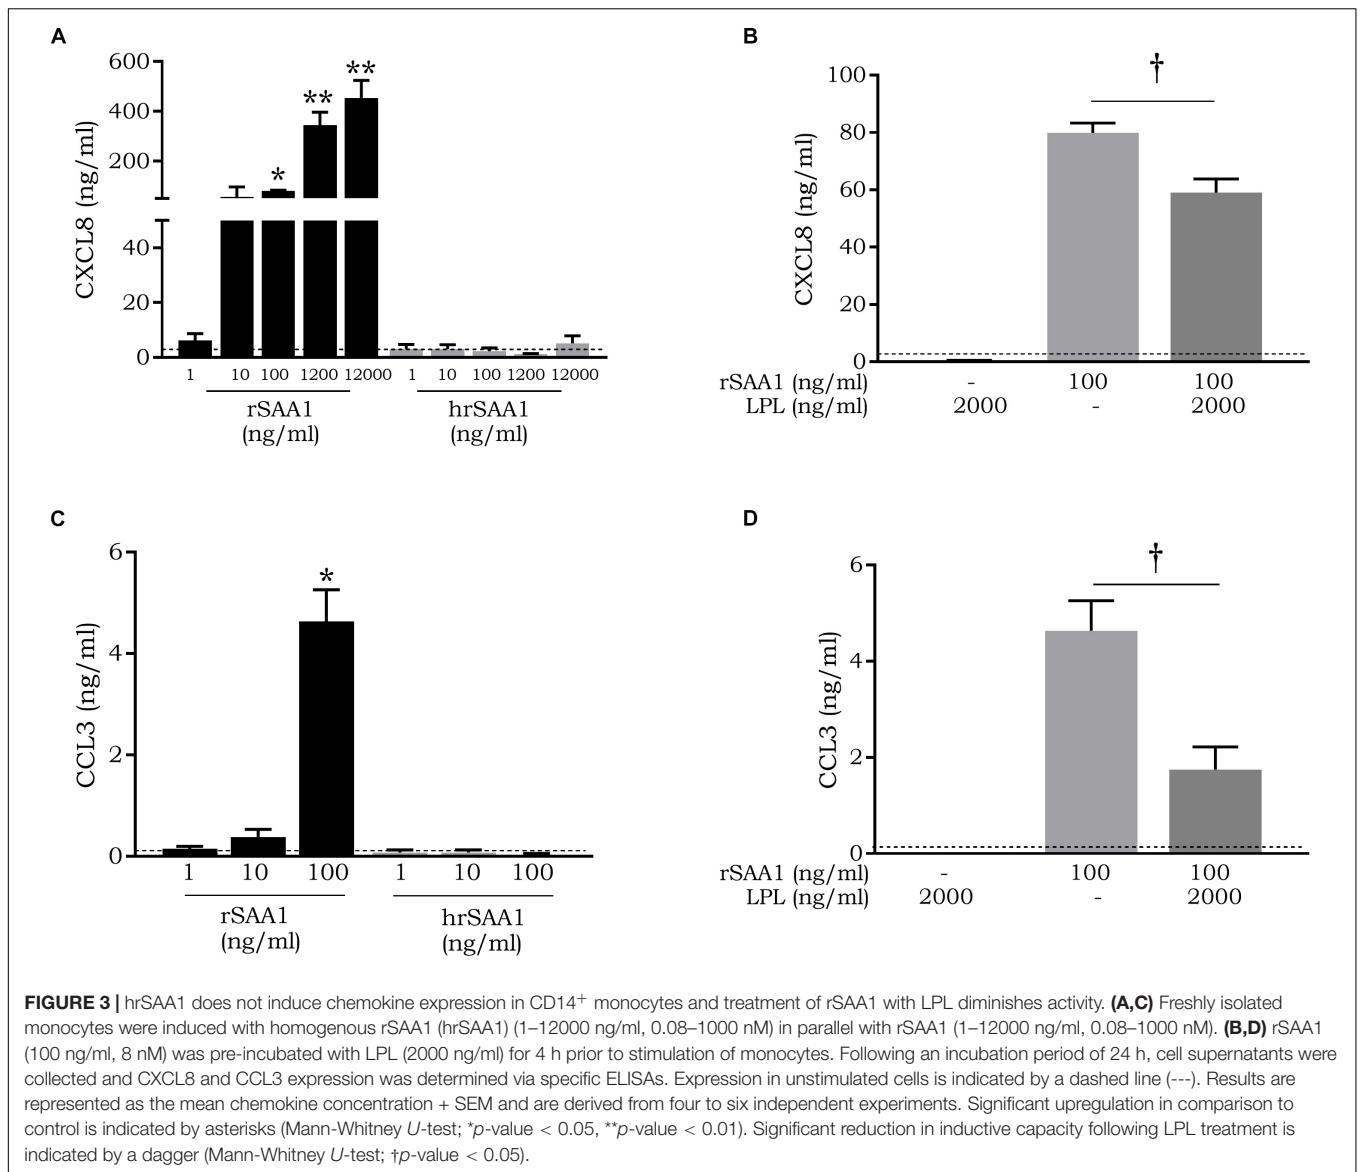 A
600
400
200
40
20
0
CXCL8 (ng/ml)
*
**
**
1 10 100 1200 12000 1 10 100 1200 12000
rSAA1
(ng/ml)
hrSAA1
(ng/ml)
B
100
80
60
40
20
0
CXCL8 (ng/ml)
†
rSAA1 (ng/ml) - 100 100
LPL (ng/ml) 2000 - 2000
C
6
4
2
0
CCL3 (ng/ml)
*
1 10 100 1 10 100
rSAA1
(ng/ml)
hrSAA1
(ng/ml)
D
6
4
2
0
CCL3 (ng/ml)
†
rSAA1 (ng/ml) - 100 100
LPL (ng/ml) 2000 - 2000
FIGURE 3 | hrSAA1 does not induce chemokine expression in CD14⁺ monocytes and treatment of rSAA1 with LPL diminishes activity. (A,C) Freshly isolated
monocytes were induced with homogenous rSAA1 (hrSAA1) (1–12000 ng/ml, 0.08–1000 nM) in parallel with rSAA1 (1–12000 ng/ml, 0.08–1000 nM). (B,D) rSAA1
(100 ng/ml, 8 nM) was pre-incubated with LPL (2000 ng/ml) for 4 h prior to stimulation of monocytes. Following an incubation period of 24 h, cell supernatants were
collected and CXCL8 and CCL3 expression was determined via specific ELISAs. Expression in unstimulated cells is indicated by a dashed line (---). Results are
represented as the mean chemokine concentration + SEM and are derived from four to six independent experiments. Significant upregulation in comparison to
control is indicated by asterisks (Mann-Whitney U-test; *p-value < 0.05, **p-value < 0.01). Significant reduction in inductive capacity following LPL treatment is
indicated by a dagger (Mann-Whitney U-test; †p-value < 0.05).